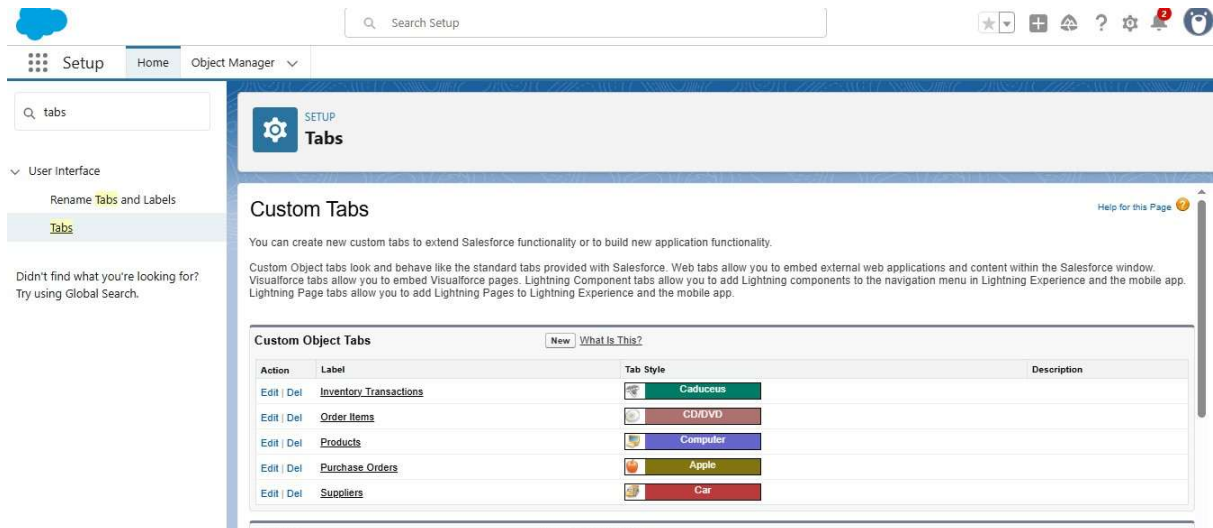 Search Setup
2
Setup
Home
Object Manager
tabs
SETUP
Tabs
User Interface
Rename Tabs and Labels
Tabs
Didn't find what you're looking for?
Try using Global Search.
Custom Tabs
Help for this Page
You can create new custom tabs to extend Salesforce functionality or to build new application functionality.
Custom Object tabs look and behave like the standard tabs provided with Salesforce. Web tabs allow you to embed external web applications and content within the Salesforce window.
Visualforce tabs allow you to embed Visualforce pages. Lightning Component tabs allow you to add Lightning components to the navigation menu in Lightning Experience and the mobile app.
Lightning Page tabs allow you to add Lightning Pages to Lightning Experience and the mobile app.
Custom Object Tabs New What Is This?
Action Label Tab Style Description
Edit | Del Inventory Transactions Caduceus
Edit | Del Order Items CD/DVD
Edit | Del Products Computer
Edit | Del Purchase Orders Apple
Edit | Del Suppliers Car